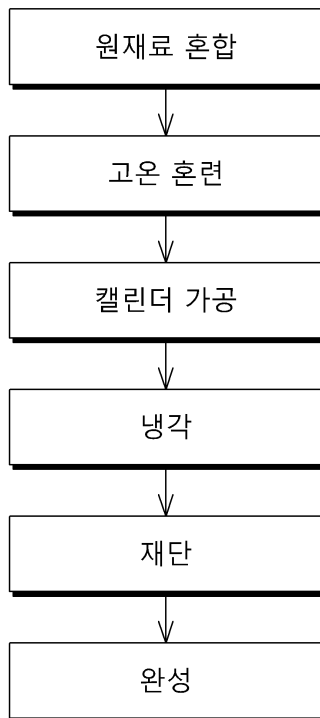 원재료 혼합
고온 혼련
캘린더 가공
냉각
재단
완성